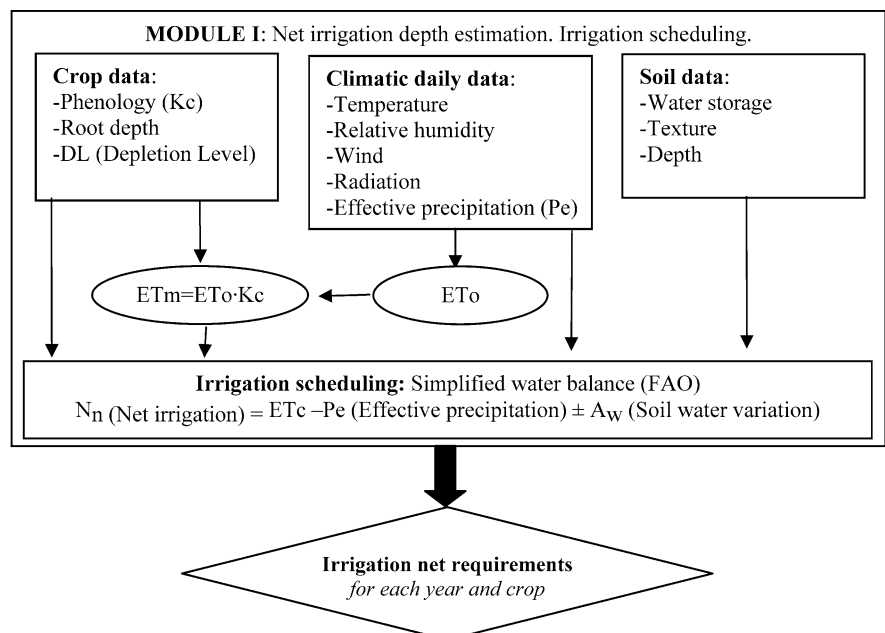 MODULE I: Net irrigation depth estimation. Irrigation scheduling.
Crop data:
-Phenology (Kc)
-Root depth
-DL (Depletion Level)
Climatic daily data:
-Temperature
-Relative humidity
-Wind
-Radiation
-Effective precipitation (Pe)
Soil data:
-Water storage
-Texture
-Depth
ETm=ETo·Kc
ETo
Irrigation scheduling: Simplified water balance (FAO)
Nn (Net irrigation) = ETc –Pe (Effective precipitation) ± Aw (Soil water variation)
Irrigation net requirements
for each year and crop